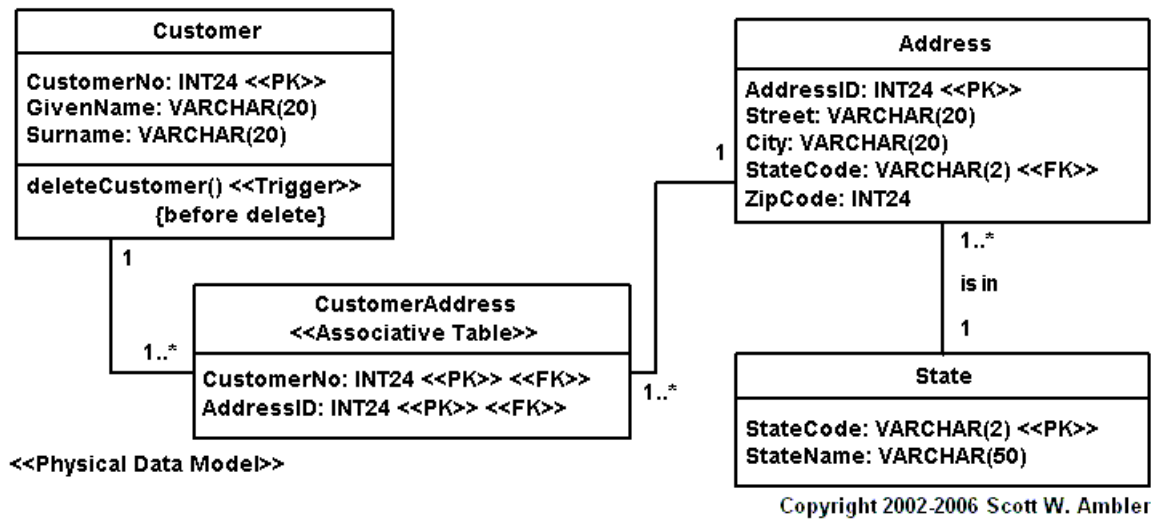 Customer
CustomerNo: INT24 <<PK>>
GivenName: VARCHAR(20)
Surname: VARCHAR(20)
deleteCustomer() <<Trigger>>
{before delete}
1
1..*
CustomerAddress
<<Associative Table>>
CustomerNo: INT24 <<PK>> <<FK>>
AddressID: INT24 <<PK>> <<FK>>
1..*
1
Address
AddressID: INT24 <<PK>>
Street: VARCHAR(20)
City: VARCHAR(20)
StateCode: VARCHAR(2) <<FK>>
ZipCode: INT24
1..*
is in
1
State
StateCode: VARCHAR(2) <<PK>>
StateName: VARCHAR(50)
<<Physical Data Model>>
Copyright 2002-2006 Scott W. Ambler